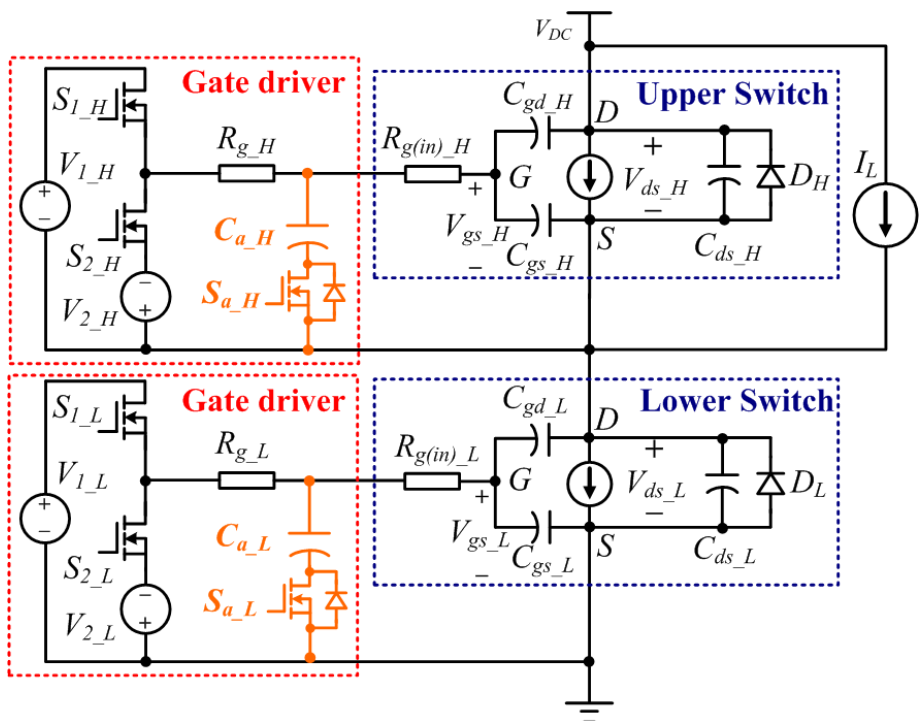 V_DC
Gate driver
Upper Switch
S_1_H
C_gd_H
D
R_g_H
R_g(in)_H
V_1_H
G
V_ds_H
D_H
I_L
C_a_H
V_gs_H
S
S_2_H
C_gs_H
C_ds_H
S_a_H
V_2_H
Gate driver
Lower Switch
S_1_L
C_gd_L
D
R_g_L
R_g(in)_L
V_1_L
G
V_ds_L
D_L
C_a_L
V_gs_L
S
S_2_L
C_gs_L
C_ds_L
S_a_L
V_2_L